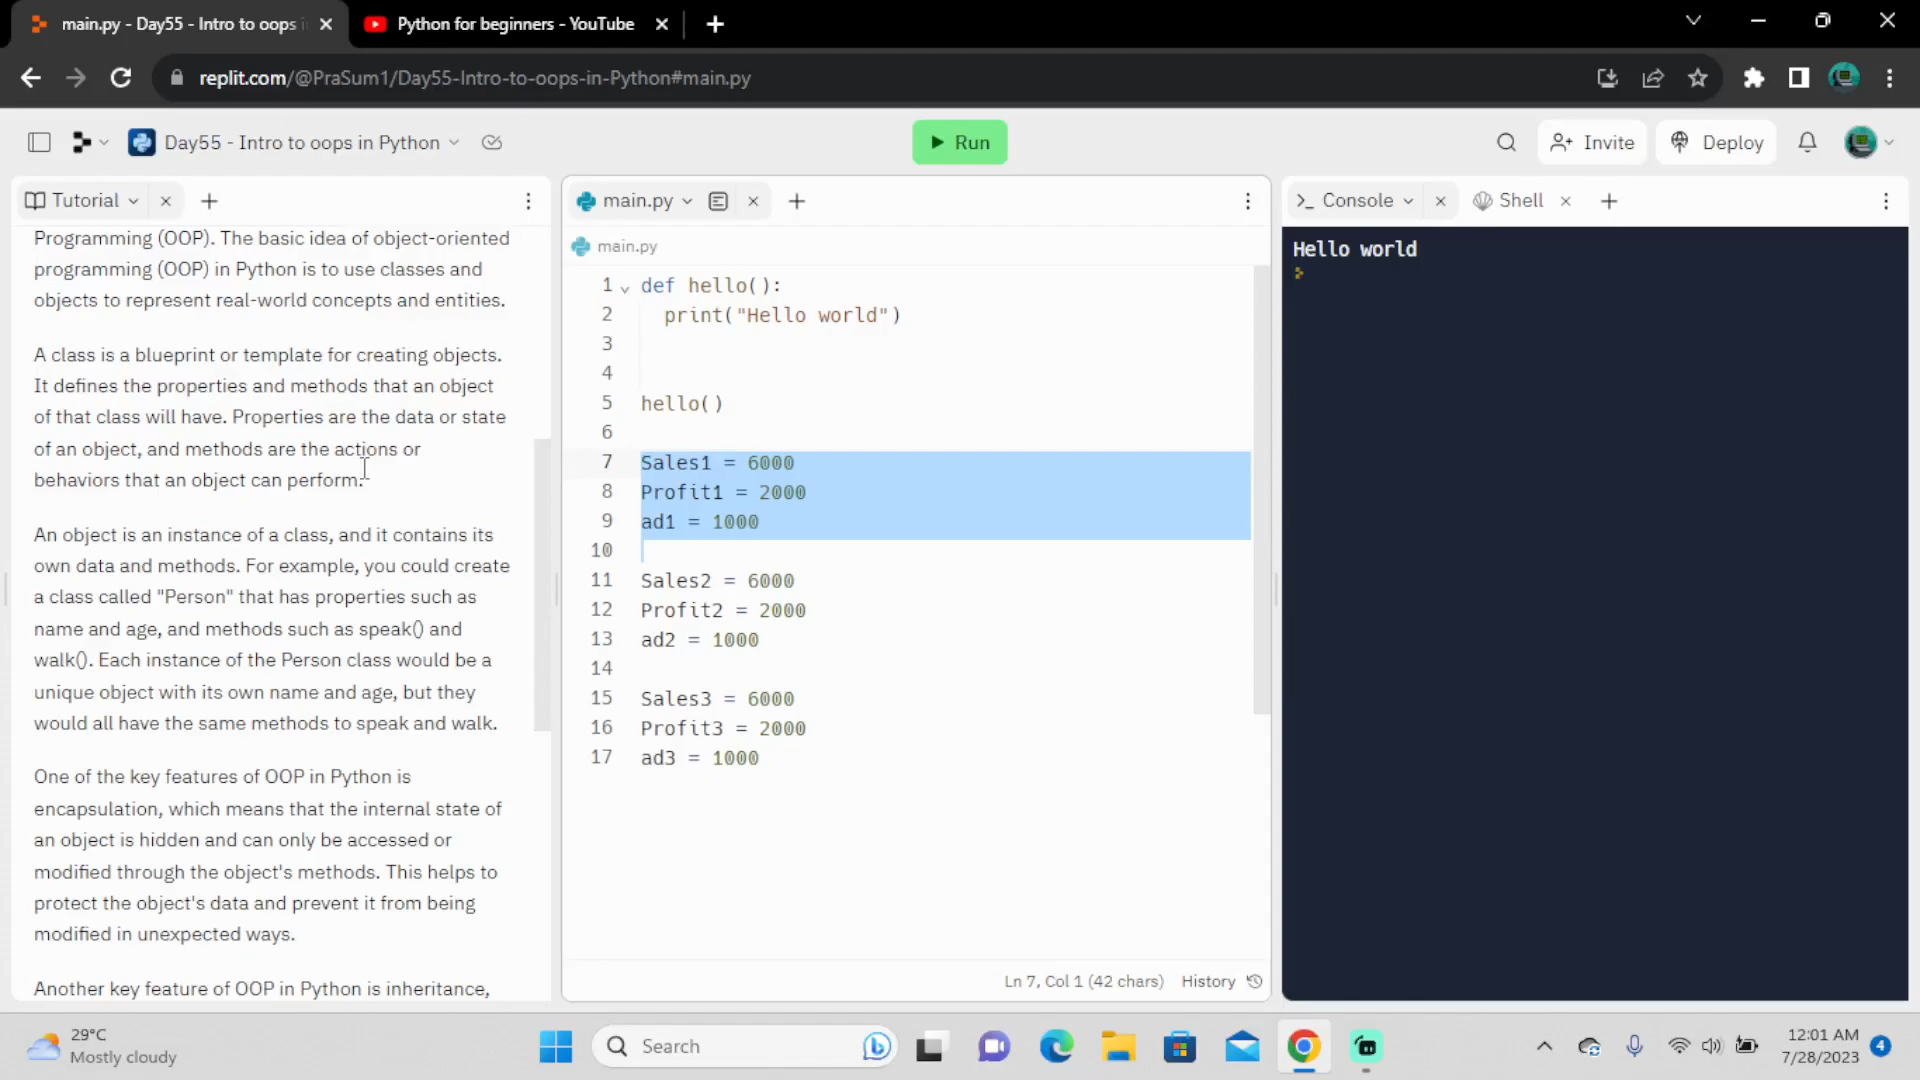 main.py - Day55 - Intro to oops i
Python for beginners - YouTube
replit.com/@PraSum1/Day55-Intro-to-oops-in-Python#main.py
Day55 - Intro to oops in Python
Run
Invite
Deploy
Tutorial
Programming (OOP). The basic idea of object-oriented
programming (OOP) in Python is to use classes and
objects to represent real-world concepts and entities.
A class is a blueprint or template for creating objects.
It defines the properties and methods that an object
of that class will have. Properties are the data or state
of an object, and methods are the actions or
behaviors that an object can perform.
An object is an instance of a class, and it contains its
own data and methods. For example, you could create
a class called "Person" that has properties such as
name and age, and methods such as speak() and
walk(). Each instance of the Person class would be a
unique object with its own name and age, but they
would all have the same methods to speak and walk.
One of the key features of OOP in Python is
encapsulation, which means that the internal state of
an object is hidden and can only be accessed or
modified through the object's methods. This helps to
protect the object's data and prevent it from being
modified in unexpected ways.
Another key feature of OOP in Python is inheritance,
main.py
main.py
1 def hello():
2 print("Hello world")
3
4
5 hello()
6
7 Sales1 = 6000
8 Profit1 = 2000
9 ad1 = 1000
10
11 Sales2 = 6000
12 Profit2 = 2000
13 ad2 = 1000
14
15 Sales3 = 6000
16 Profit3 = 2000
17 ad3 = 1000
Ln 7, Col 1 (42 chars) History
Console
Shell
Hello world
29°C
Mostly cloudy
Search
12:01 AM
7/28/2023
4